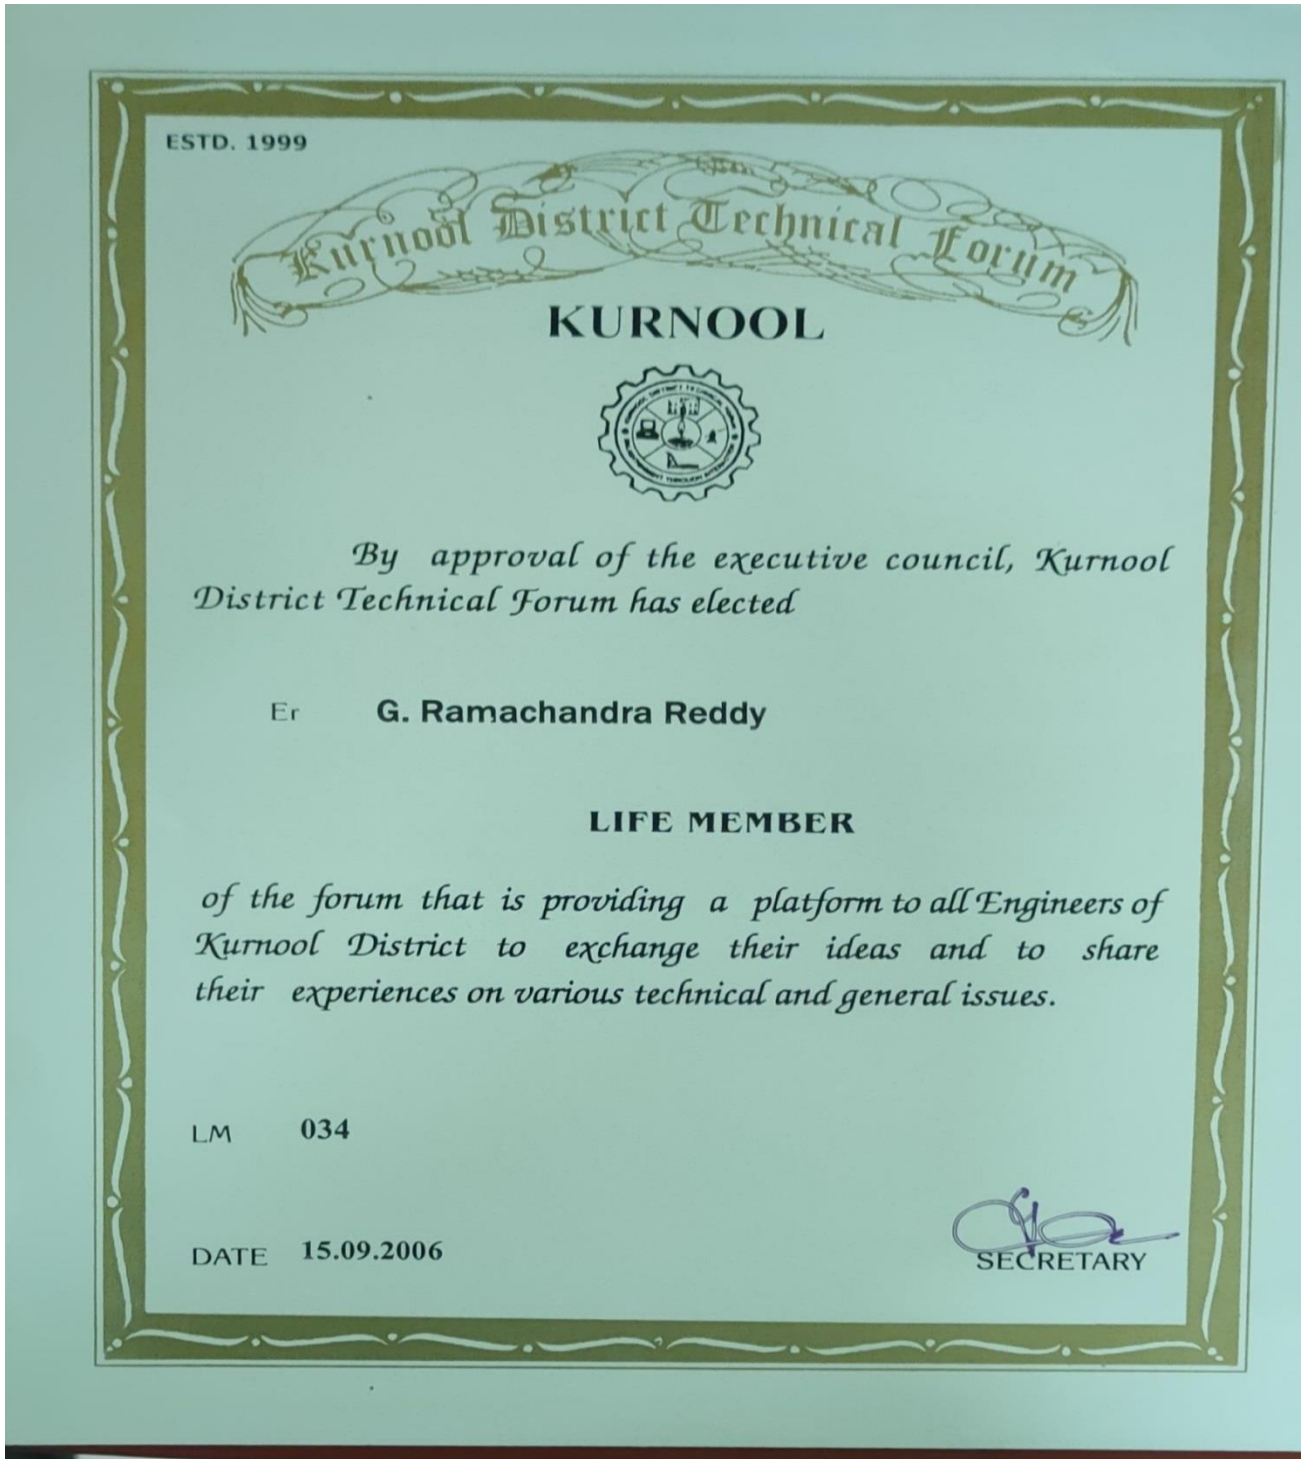 ESTD. 1999
Kurnool District Technical Forum
KURNOOL
By approval of the executive council, Kurnool
District Technical Forum has elected
Er G. Ramachandra Reddy
LIFE MEMBER
of the forum that is providing a platform to all Engineers of
Kurnool District to exchange their ideas and to share
their experiences on various technical and general issues.
LM 034
DATE 15.09.2006
SECRETARY